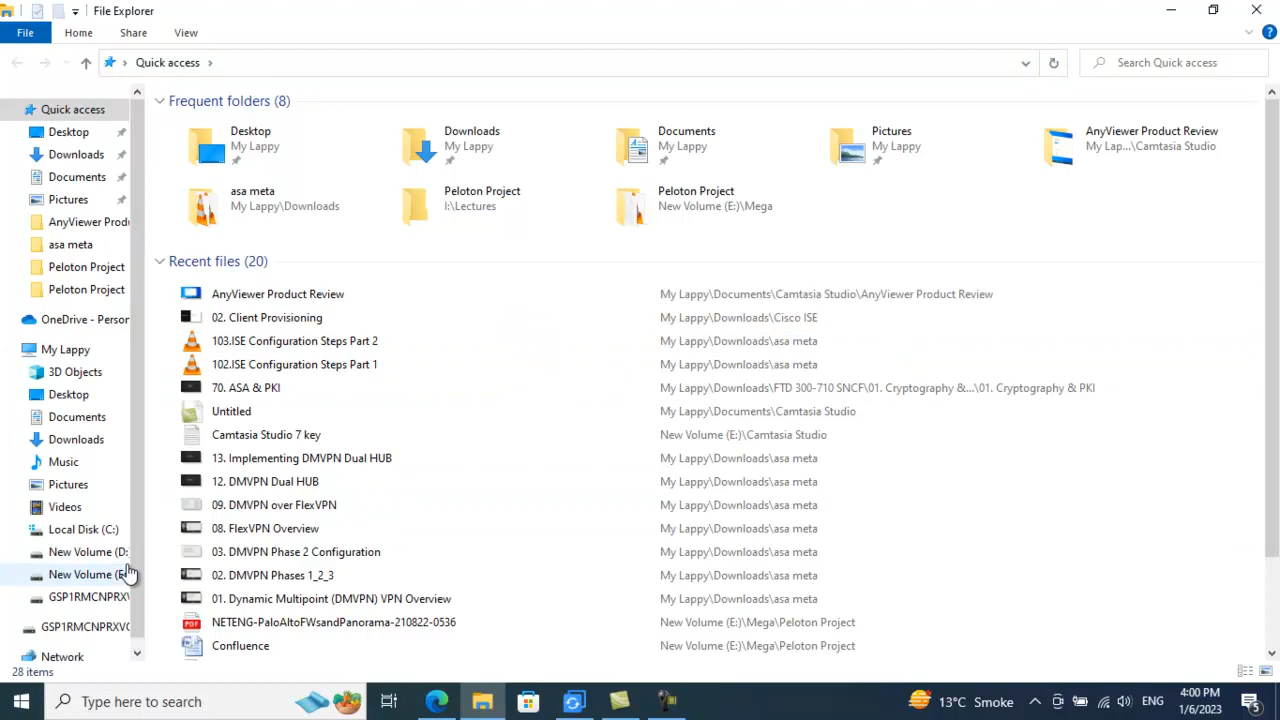 File Explorer
File Home Share View
Quick access
Search Quick access
Quick access
Desktop
Downloads
Documents
Pictures
AnyViewer Produ
asa meta
Peloton Project
Peloton Project
OneDrive - Person
My Lappy
3D Objects
Desktop
Documents
Downloads
Music
Pictures
Videos
Local Disk (C:)
New Volume (D:
New Volume (E
GSP1RMCNPRXV
GSP1RMCNPRXVO
Network
Frequent folders (8)
Desktop
My Lappy
Downloads
My Lappy
Documents
My Lappy
Pictures
My Lappy
AnyViewer Product Review
My Lap...\Camtasia Studio
asa meta
My Lappy\Downloads
Peloton Project
I:\Lectures
Peloton Project
New Volume (E:)\Mega
Recent files (20)
AnyViewer Product Review My Lappy\Documents\Camtasia Studio\AnyViewer Product Review
02. Client Provisioning My Lappy\Downloads\Cisco ISE
103.ISE Configuration Steps Part 2 My Lappy\Downloads\asa meta
102.ISE Configuration Steps Part 1 My Lappy\Downloads\asa meta
70. ASA & PKI My Lappy\Downloads\FTD 300-710 SNCF\01. Cryptography &...\01. Cryptography & PKI
Untitled My Lappy\Documents\Camtasia Studio
Camtasia Studio 7 key New Volume (E:)\Camtasia Studio
13. Implementing DMVPN Dual HUB My Lappy\Downloads\asa meta
12. DMVPN Dual HUB My Lappy\Downloads\asa meta
09. DMVPN over FlexVPN My Lappy\Downloads\asa meta
08. FlexVPN Overview My Lappy\Downloads\asa meta
03. DMVPN Phase 2 Configuration My Lappy\Downloads\asa meta
02. DMVPN Phases 1_2_3 My Lappy\Downloads\asa meta
01. Dynamic Multipoint (DMVPN) VPN Overview My Lappy\Downloads\asa meta
NETENG-PaloAltoFWsandPanorama-210822-0536 New Volume (E:)\Mega\Peloton Project
Confluence New Volume (E:)\Mega\Peloton Project
28 items
Type here to search
13°C Smoke
ENG
4:00 PM
1/6/2023
5